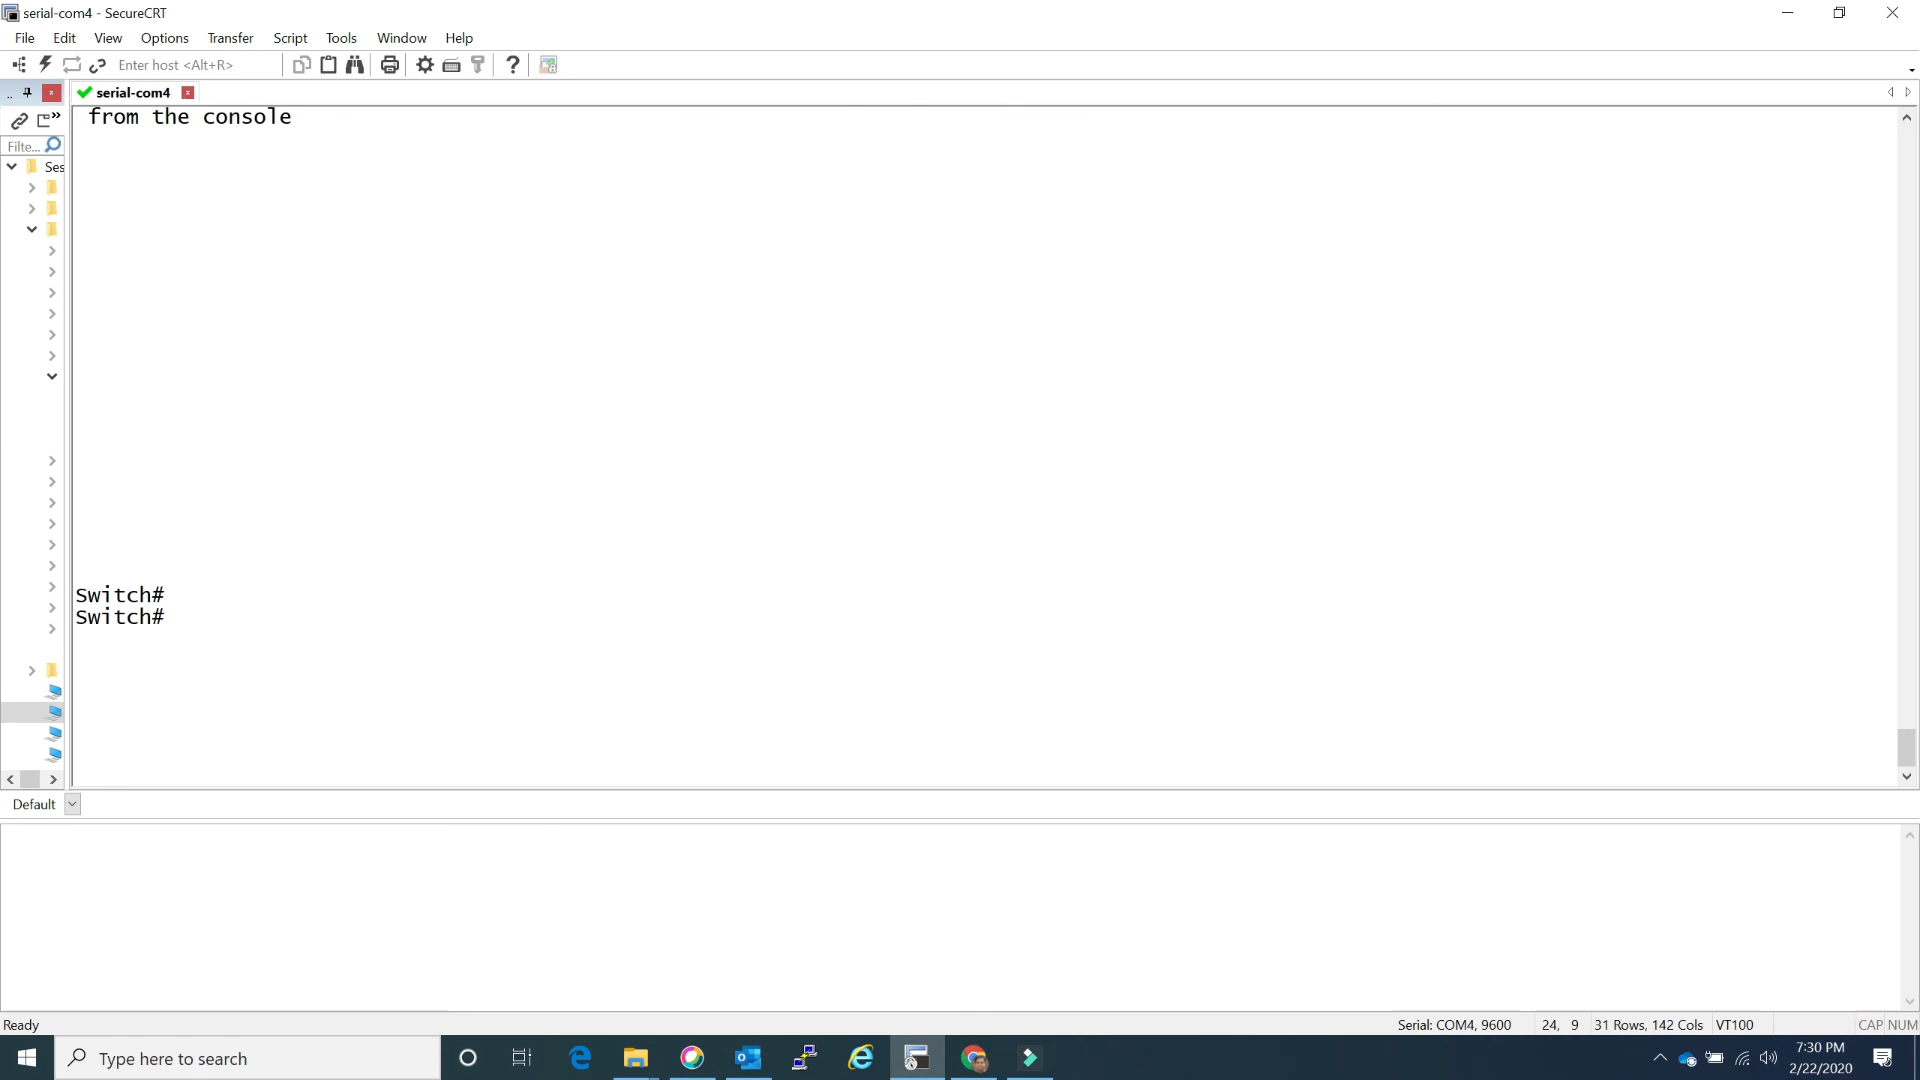 serial-com4 - SecureCRT
File Edit View Options Transfer Script Tools Window Help
Enter host <Alt+R>
serial-com4
from the console
Filte...
Ses
Switch#
Switch#
Default
Ready
Serial: COM4, 9600 24, 9 31 Rows, 142 Cols VT100 CAP NUM
Type here to search
7:30 PM
2/22/2020